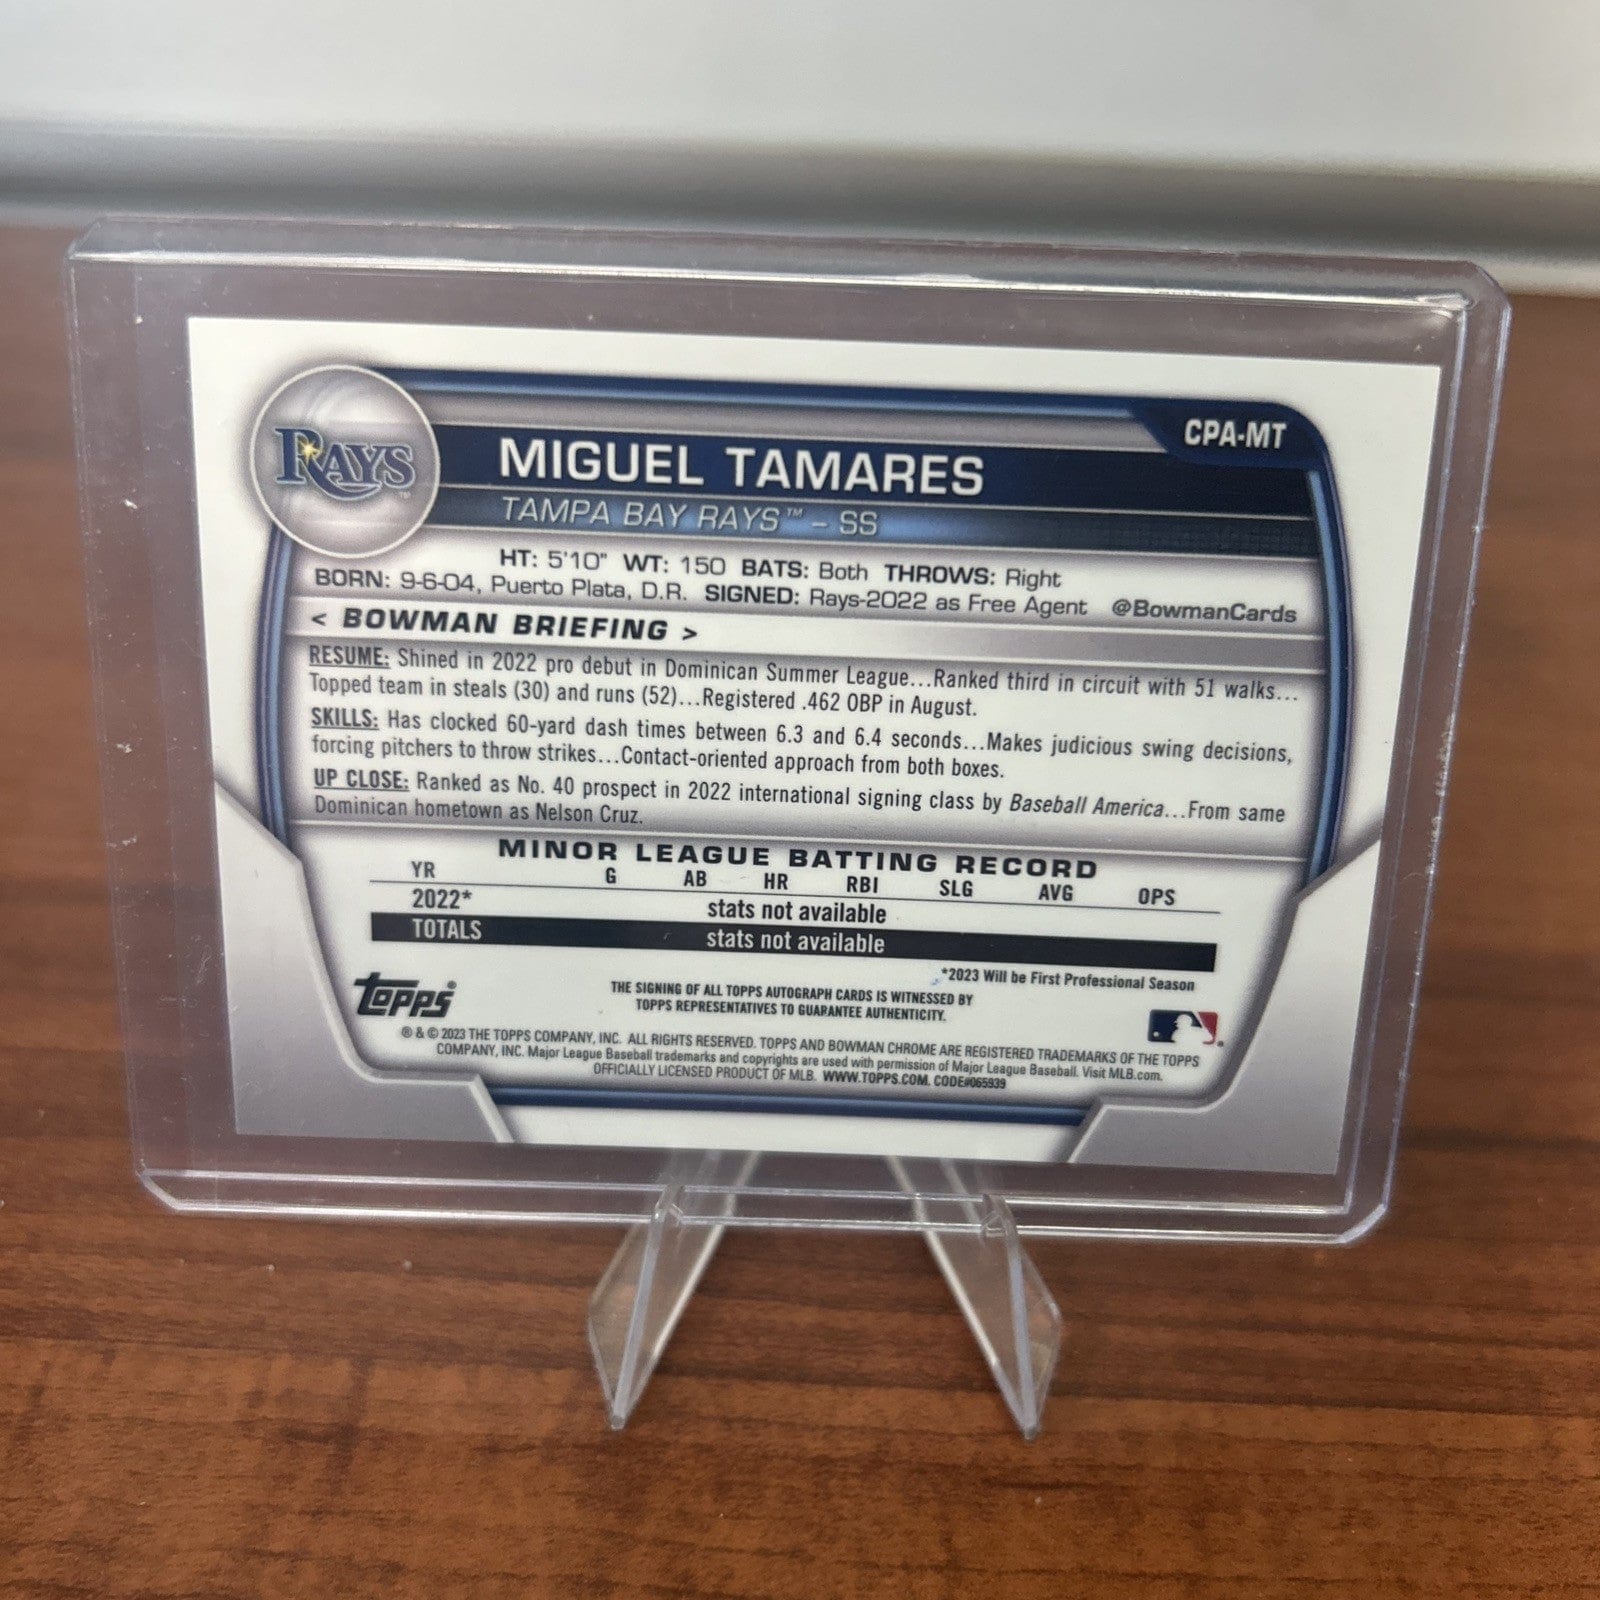 RAYS™
CPA-MT
MIGUEL TAMARES
TAMPA BAY RAYS™ – SS
HT: 5'10" WT: 150 BATS: Both THROWS: Right
BORN: 9-6-04, Puerto Plata, D.R. SIGNED: Rays-2022 as Free Agent @BowmanCards
< BOWMAN BRIEFING >
RESUME: Shined in 2022 pro debut in Dominican Summer League...Ranked third in circuit with 51 walks...
Topped team in steals (30) and runs (52)...Registered .462 OBP in August.
SKILLS: Has clocked 60-yard dash times between 6.3 and 6.4 seconds...Makes judicious swing decisions,
forcing pitchers to throw strikes...Contact-oriented approach from both boxes.
UP CLOSE: Ranked as No. 40 prospect in 2022 international signing class by Baseball America...From same
Dominican hometown as Nelson Cruz.
MINOR LEAGUE BATTING RECORD
YR G AB HR RBI SLG AVG OPS
2022* stats not available
TOTALS stats not available
*2023 Will be First Professional Season
topps®
THE SIGNING OF ALL TOPPS AUTOGRAPH CARDS IS WITNESSED BY
TOPPS REPRESENTATIVES TO GUARANTEE AUTHENTICITY.
® & © 2023 THE TOPPS COMPANY, INC. ALL RIGHTS RESERVED. TOPPS AND BOWMAN CHROME ARE REGISTERED TRADEMARKS OF THE TOPPS
COMPANY, INC. Major League Baseball trademarks and copyrights are used with permission of Major League Baseball. Visit MLB.com.
OFFICIALLY LICENSED PRODUCT OF MLB. WWW.TOPPS.COM. CODE#065939